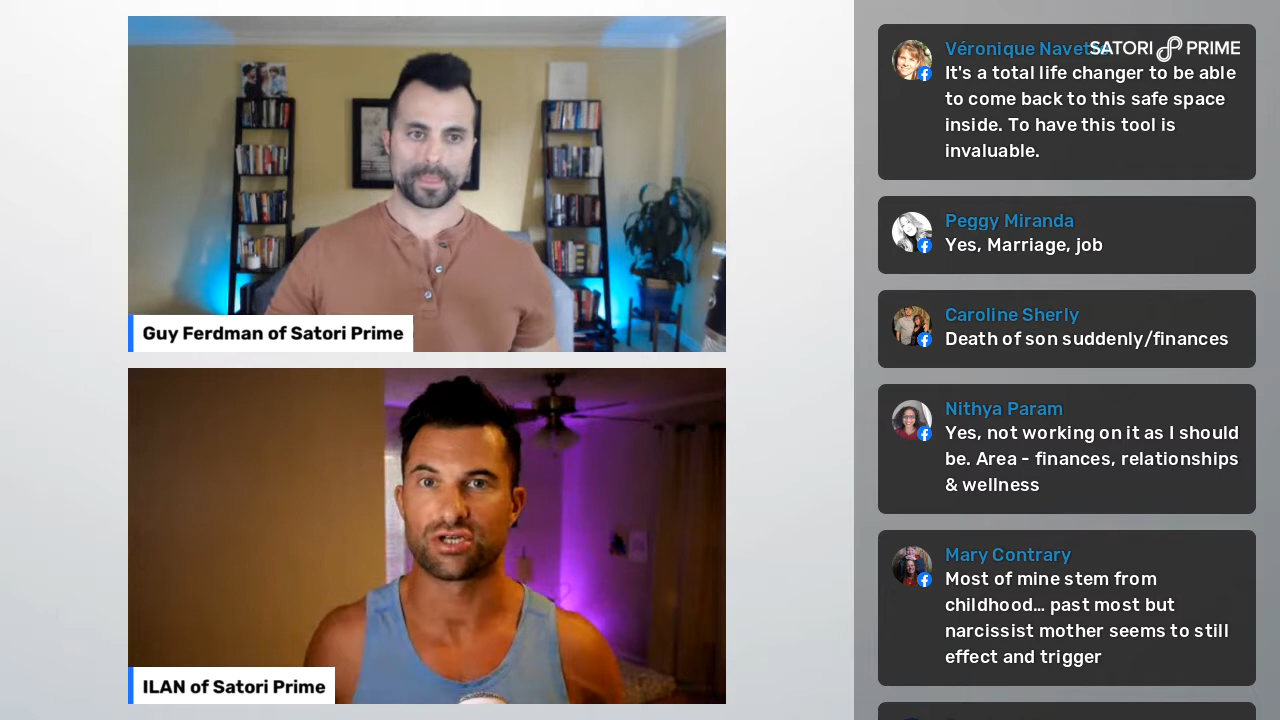 Guy Ferdman of Satori Prime
ILAN of Satori Prime
SATORI PRIME
Véronique
It's a total life changer to be able
to come back to this safe space
inside. To have this tool is
invaluable.
Peggy Miranda
Yes, Marriage, job
Caroline Sherly
Death of son suddenly/finances
Nithya Param
Yes, not working on it as I should
be. Area - finances, relationships
& wellness
Mary Contrary
Most of mine stem from
childhood... past most but
narcissist mother seems to still
effect and trigger